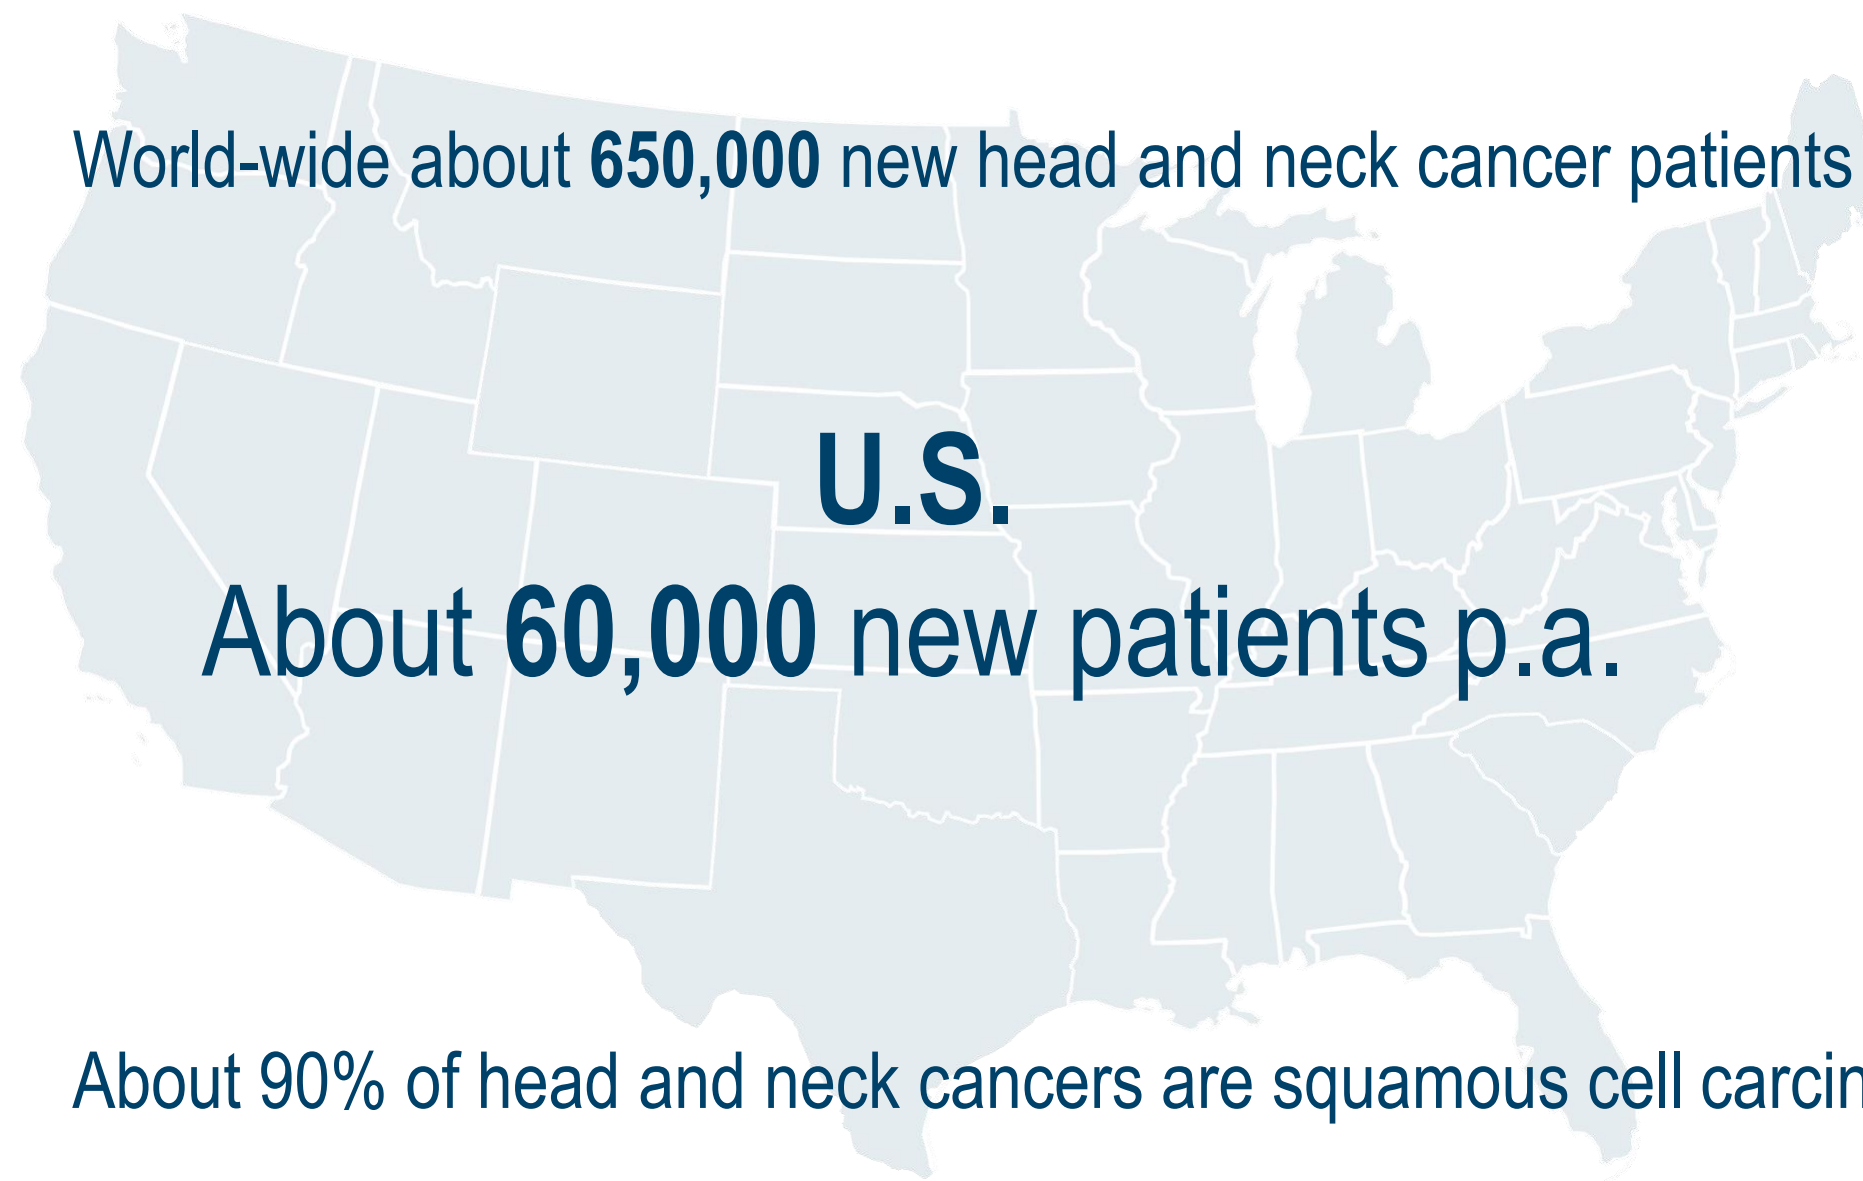 World-wide about 650,000 new head and neck cancer patients
U.S.
About 60,000 new patients p.a.
About 90% of head and neck cancers are squamous cell